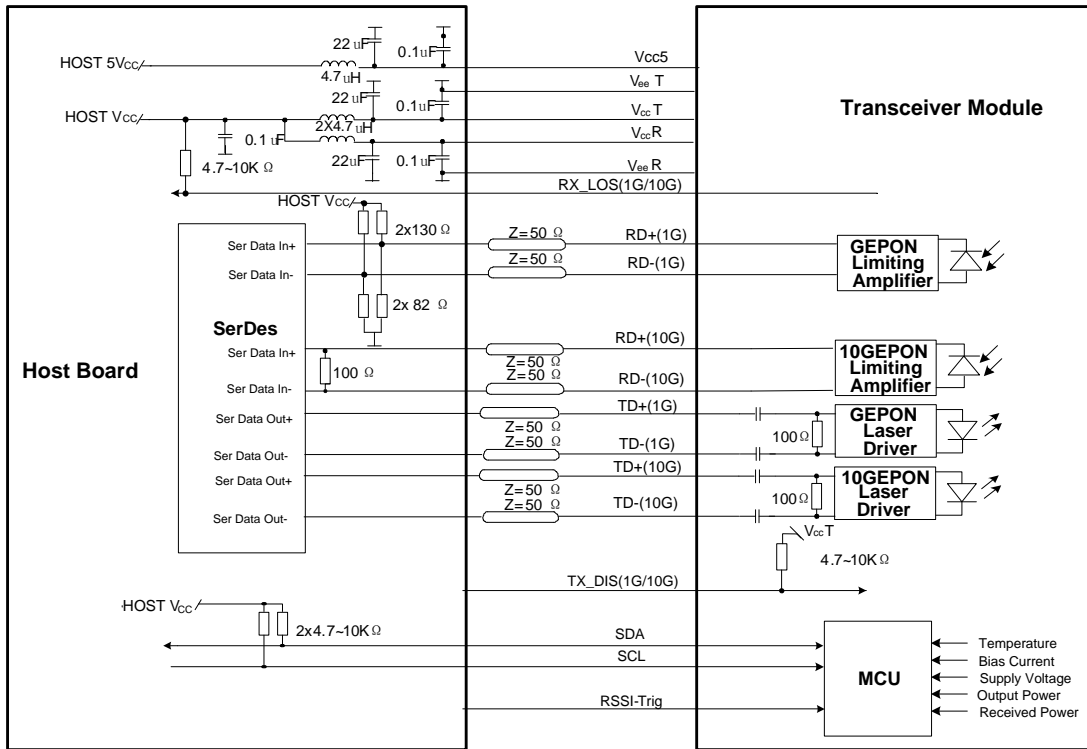 22 uF
0.1uF
HOST 5Vcc
Vcc5
4.7 uH
Vee T
22 uF
0.1uF
HOST Vcc
Vcc T
Transceiver Module
2X4.7 uH
0.1 uF
Vcc R
4.7~10K Ω
22uF
0.1uF
Vee R
RX_LOS(1G/10G)
HOST Vcc
2x130 Ω
Z=50 Ω
RD+(1G)
Ser Data In+
Z=50 Ω
RD-(1G)
GEPON
Limiting
Amplifier
Ser Data In-
2x 82 Ω
SerDes
Host Board
Ser Data In+
RD+(10G)
Z=50 Ω
Z=50 Ω
10GEPON
Limiting
Amplifier
100 Ω
Ser Data In-
RD-(10G)
Ser Data Out+
TD+(1G)
Z=50 Ω
Z=50 Ω
100Ω
GEPON
Laser
Driver
Ser Data Out-
TD-(1G)
Ser Data Out+
TD+(10G)
Z=50 Ω
Z=50 Ω
100Ω
10GEPON
Laser
Driver
Ser Data Out-
TD-(10G)
VccT
4.7~10K Ω
TX_DIS(1G/10G)
HOST Vcc
2x4.7~10KΩ
SDA
SCL
RSSI-Trig
MCU
Temperature
Bias Current
Supply Voltage
Output Power
Received Power